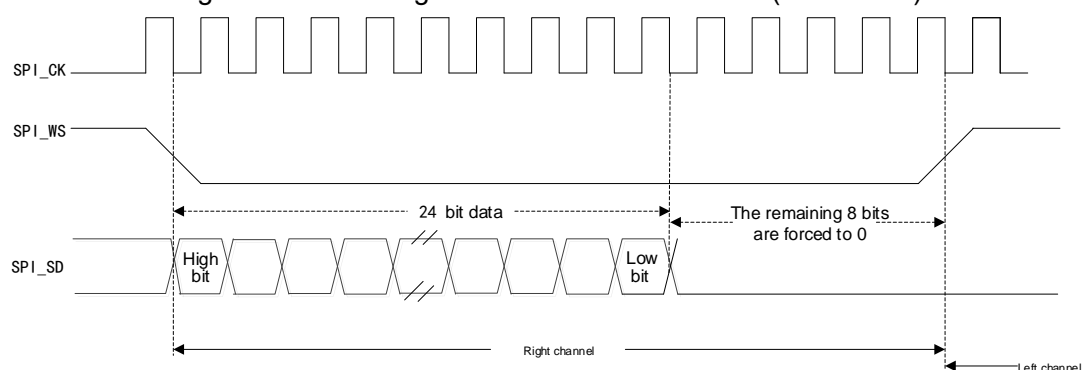 SPI_CK
SPI_WS
24 bit data
The remaining 8 bits
are forced to 0
SPI_SD
High
bit
Low
bit
Right channel
Left channel